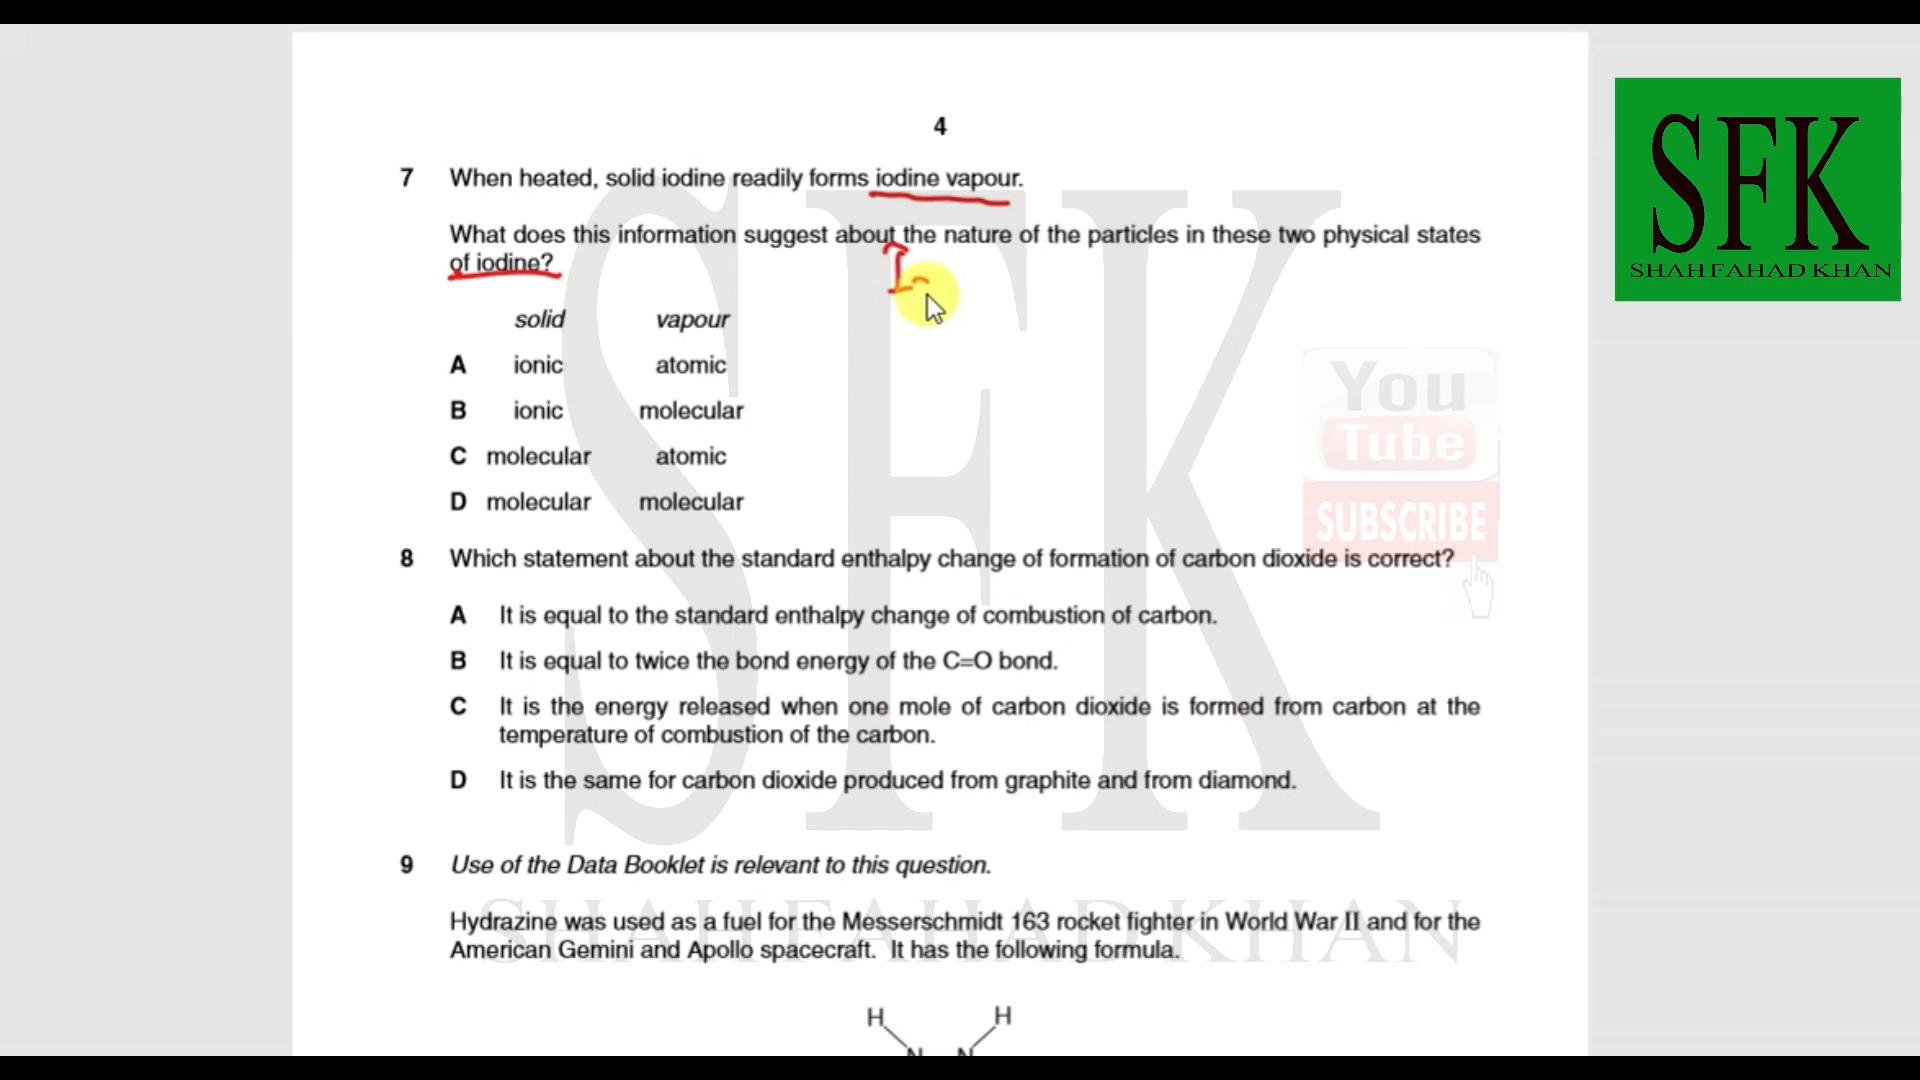 4
SFK
SHAH FAHAD KHAN
7 When heated, solid iodine readily forms iodine vapour.
What does this information suggest about the nature of the particles in these two physical states
of iodine?
I
solid vapour
A ionic atomic
B ionic molecular
C molecular atomic
D molecular molecular
You
Tube
SUBSCRIBE
8 Which statement about the standard enthalpy change of formation of carbon dioxide is correct?
A It is equal to the standard enthalpy change of combustion of carbon.
B It is equal to twice the bond energy of the C=O bond.
C It is the energy released when one mole of carbon dioxide is formed from carbon at the
temperature of combustion of the carbon.
D It is the same for carbon dioxide produced from graphite and from diamond.
9 Use of the Data Booklet is relevant to this question.
Hydrazine was used as a fuel for the Messerschmidt 163 rocket fighter in World War II and for the
American Gemini and Apollo spacecraft. It has the following formula.
SFK
SHAH FAHAD KHAN
H H
N N